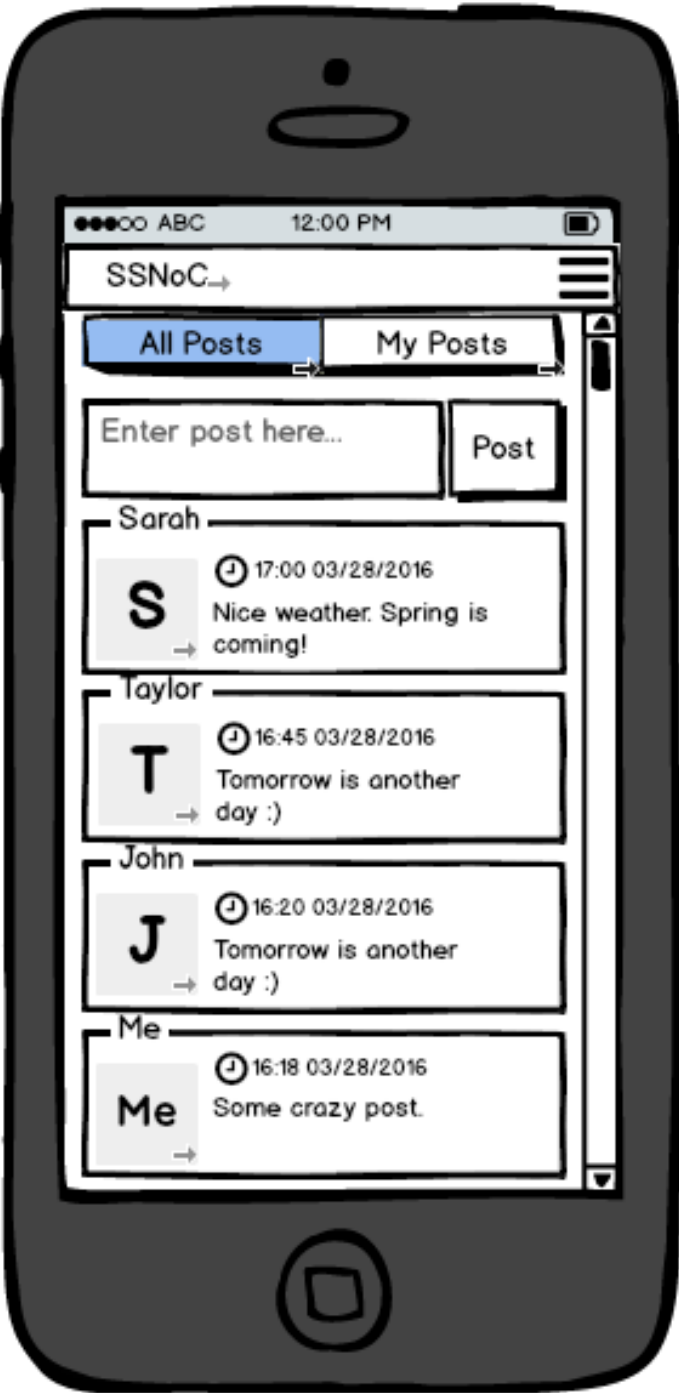 ABC 12:00 PM
SSNoC
All Posts My Posts
Enter post here...
Post
Sarah
S
17:00 03/28/2016
Nice weather. Spring is
coming!
Taylor
T
16:45 03/28/2016
Tomorrow is another
day :)
John
J
16:20 03/28/2016
Tomorrow is another
day :)
Me
Me
16:18 03/28/2016
Some crazy post.